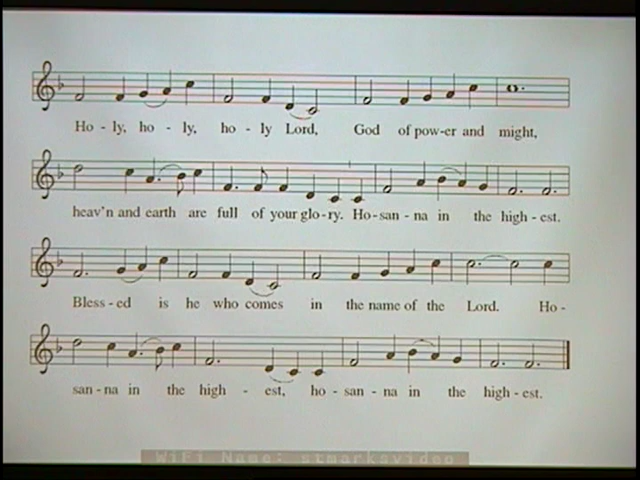 Ho - ly, ho - ly, ho - ly Lord, God of pow-er and might,
heav'n and earth are full of your glo-ry. Ho-san-na in the high-est.
Bless-ed is he who comes in the name of the Lord. Ho -
san-na in the high - est, ho - san - na in the high-est.
WiFi Name: stmarksvideo